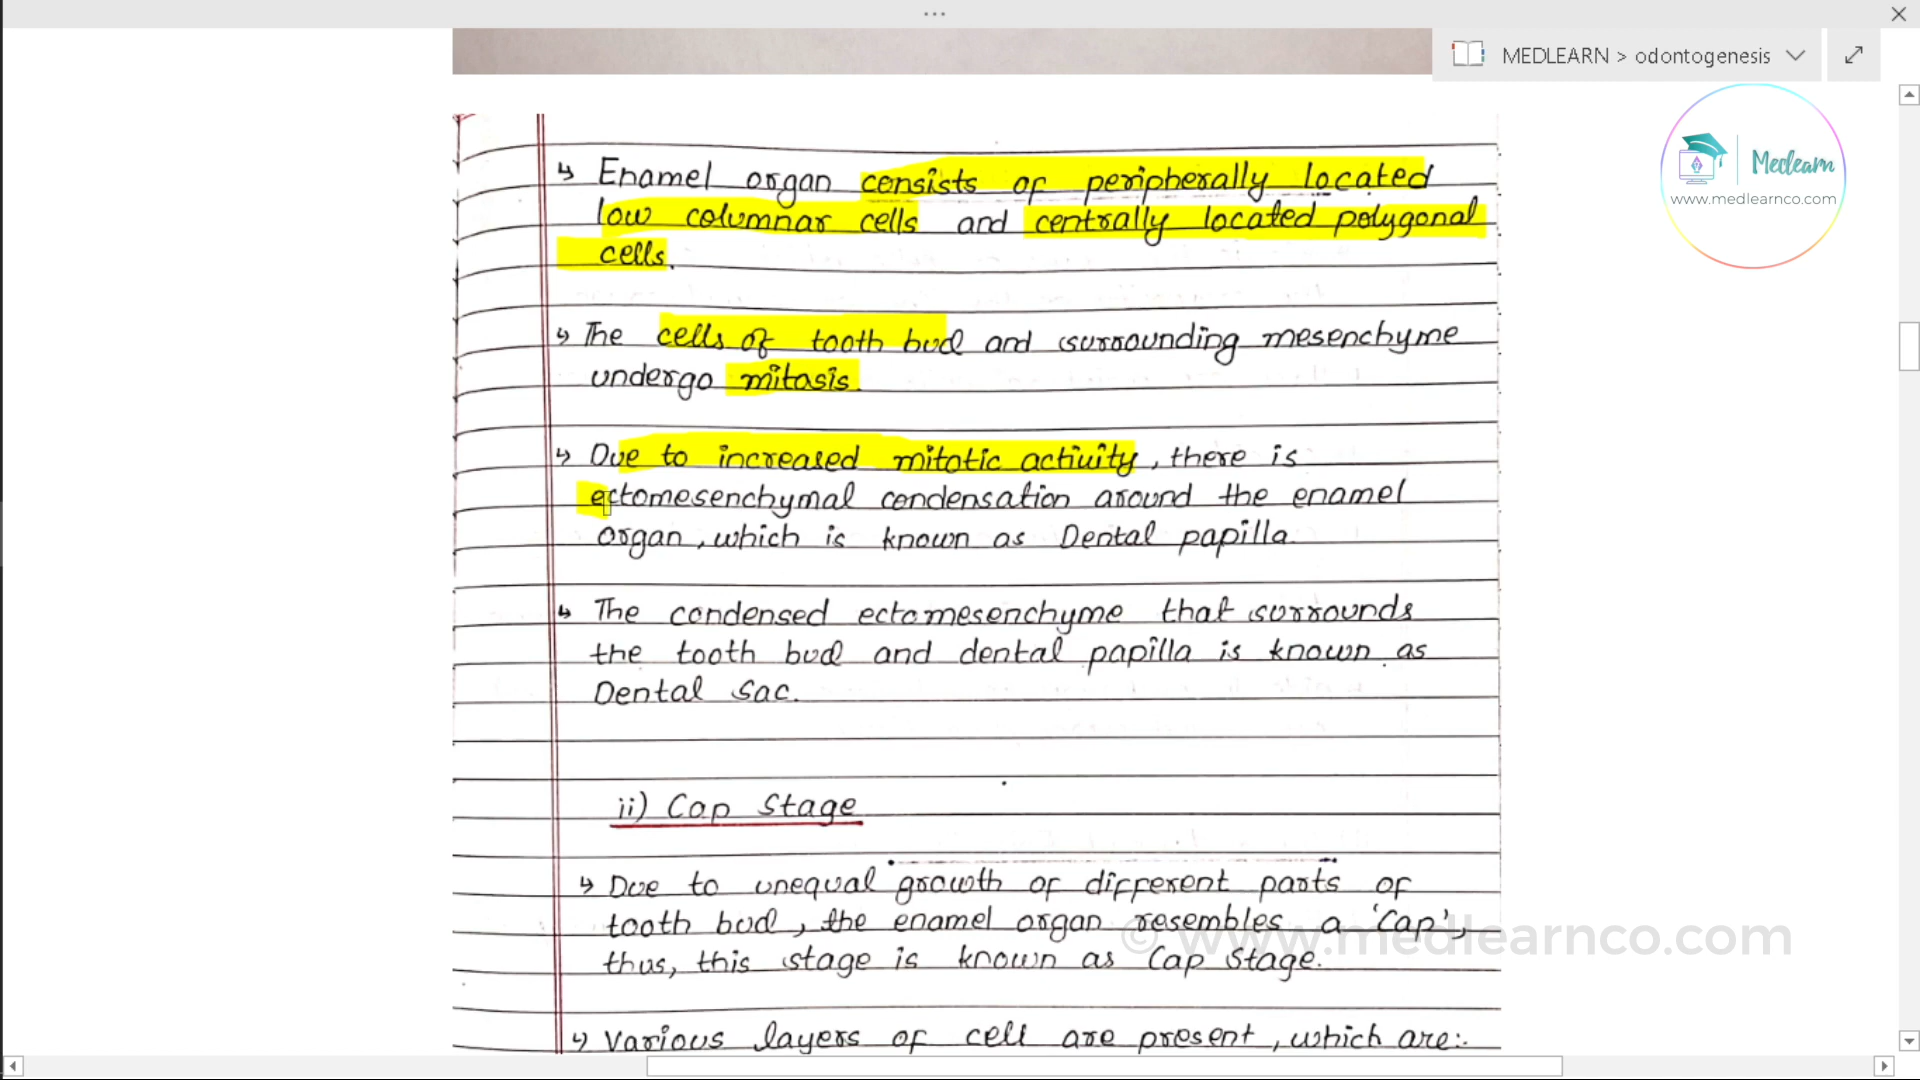 MEDLEARN > odontogenesis
Medlearn
www.medlearnco.com
↳ Enamel organ consists of peripherally located
low columnar cells and centrally located polygonal
cells.
↳ The cells of tooth bud and surrounding mesenchyme
undergo mitosis.
↳ Due to increased mitotic activity, there is
ectomesenchymal condensation around the enamel
organ, which is known as Dental papilla.
↳ The condensed ectomesenchyme that surrounds
the tooth bud and dental papilla is known as
Dental Sac.
ii) Cap Stage
↳ Due to unequal growth of different parts of
tooth bud, the enamel organ resembles a 'Cap',
thus, this stage is known as Cap Stage.
© www.medlearnco.com
↳ Various layers of cell are present, which are:-